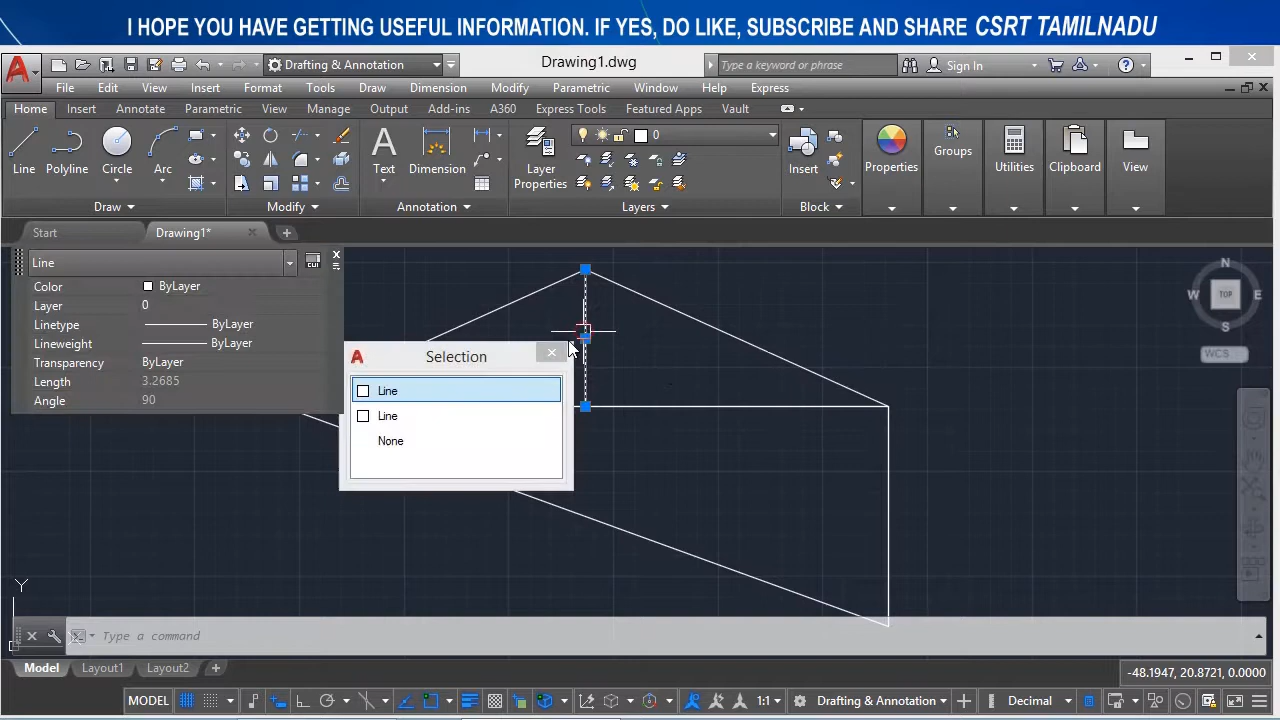 I HOPE YOU HAVE GETTING USEFUL INFORMATION. IF YES, DO LIKE, SUBSCRIBE AND SHARE CSRT TAMILNADU
A Drafting & Annotation Drawing1.dwg Type a keyword or phrase Sign In ?
File Edit View Insert Format Tools Draw Dimension Modify Parametric Window Help Express
Home Insert Annotate Parametric View Manage Output Add-ins A360 Express Tools Featured Apps Vault
0
Line Polyline Circle Arc Text Dimension Layer Properties Insert Properties Groups Utilities Clipboard View
Draw Modify Annotation Layers Block
Start Drawing1* +
Line CUI
Color ByLayer
Layer 0
Linetype ByLayer
Lineweight ByLayer
Transparency ByLayer
Length 3.2685
Angle 90
A Selection
Line
Line
None
N
W TOP E
S
WCS
Y
Type a command
Model Layout1 Layout2 + -48.1947, 20.8721, 0.0000
MODEL 1:1 Drafting & Annotation Decimal